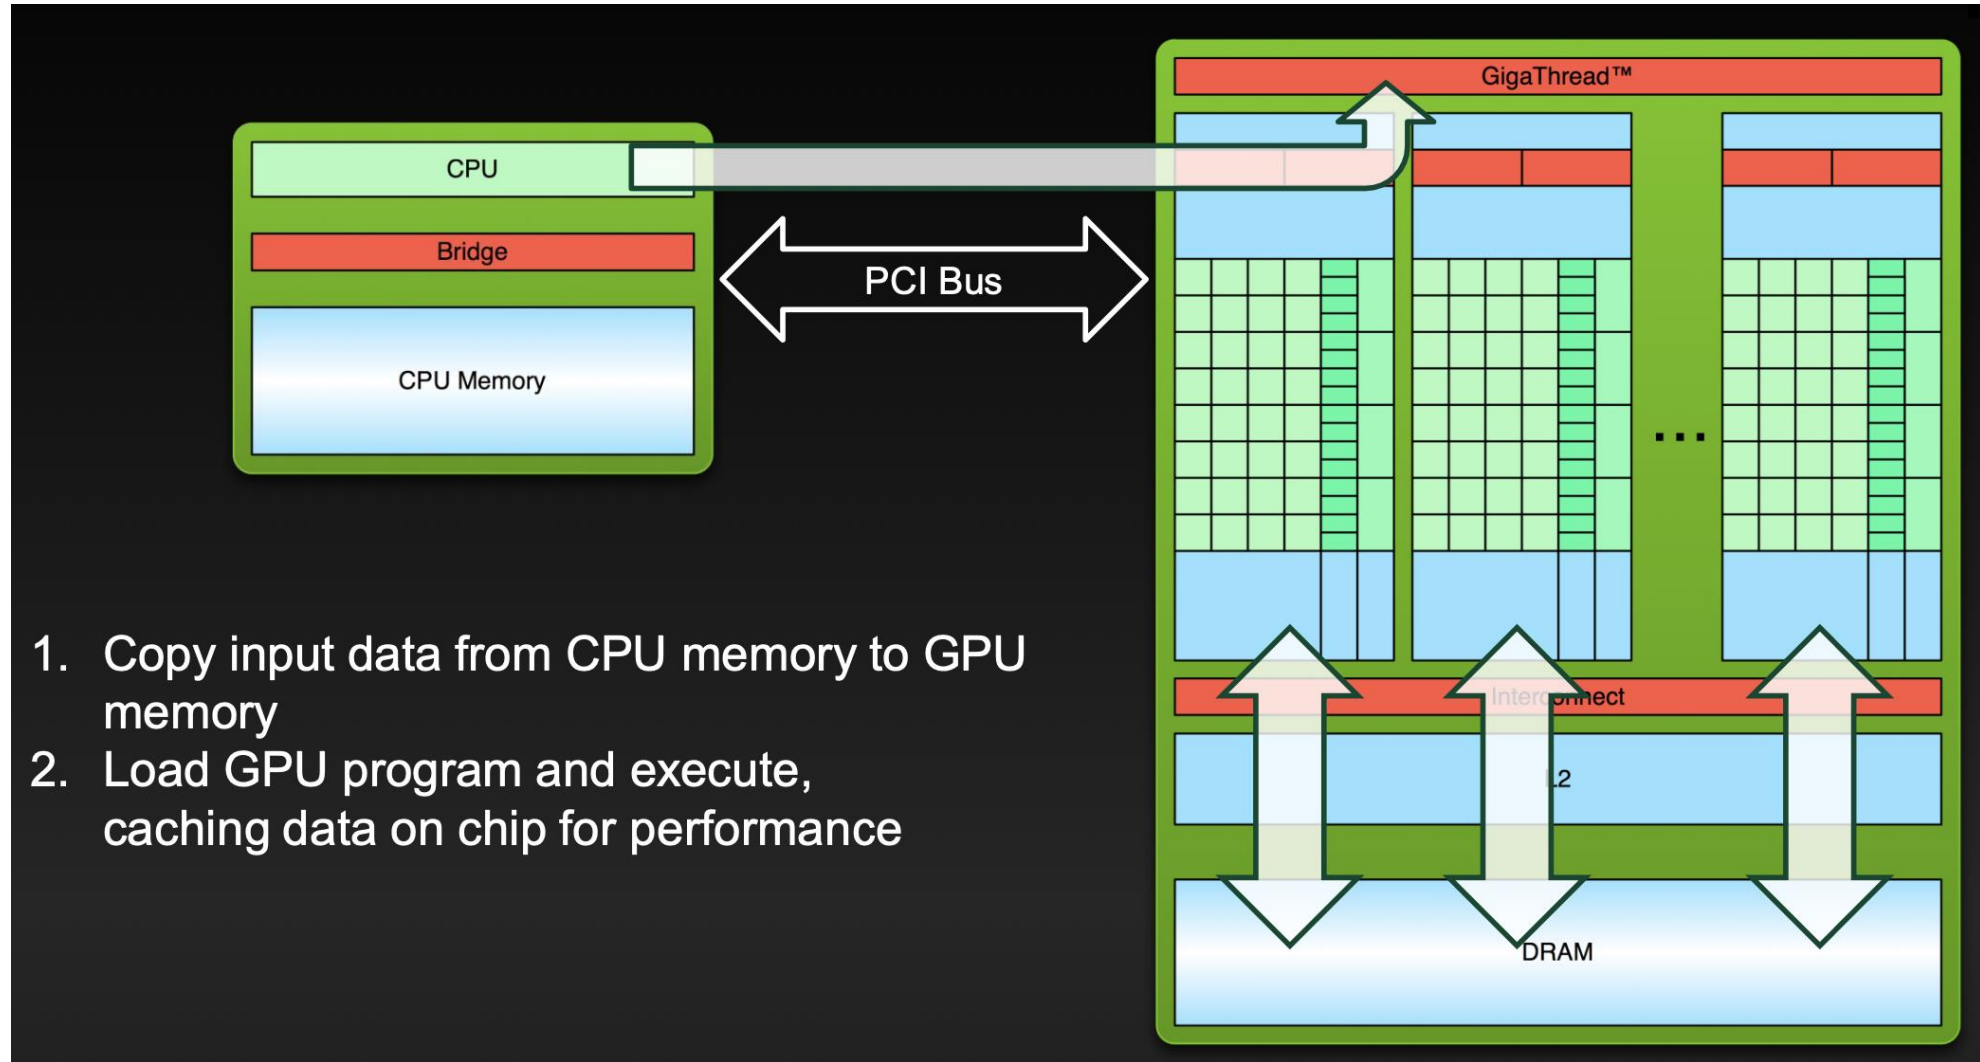 GigaThread™
CPU
Bridge
PCI Bus
CPU Memory
1. Copy input data from CPU memory to GPU
memory
2. Load GPU program and execute,
caching data on chip for performance
...
Interconnect
L2
DRAM